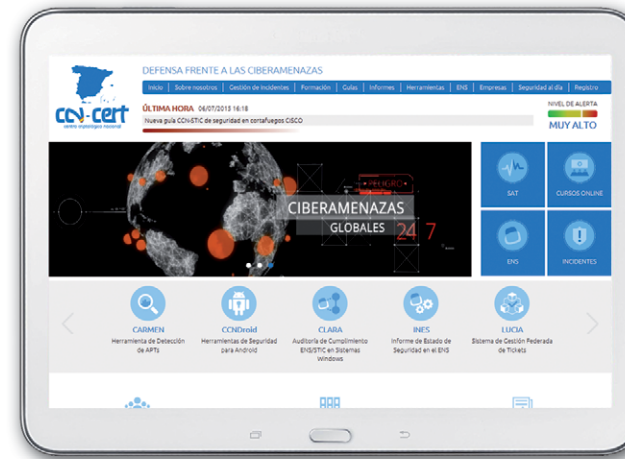 DEFENSA FRENTE A LAS CIBERAMENAZAS
Inicio | Sobre nosotros | Gestión de Incidentes | Formación | Guías | Informes | Herramientas | ENS | Empresas | Seguridad al día | Registro
ccn-cert
centro criptológico nacional
ÚLTIMA HORA 06/07/2015 16:18
Nueva guía CCN-STIC de seguridad en cortafuegos CISCO
NIVEL DE ALERTA
MUY ALTO
PELIGRO
CIBERAMENAZAS
GLOBALES 24 7
SAT
CURSOS ONLINE
ENS
INCIDENTES
CARMEN
Herramienta de Detección
de APTs
CCNDroid
Herramientas de Seguridad
para Android
CLARA
Auditoría de Cumplimiento
ENS/STIC en Sistemas
Windows
INES
Informe de Estado de
Seguridad en el ENS
LUCIA
Sistema de Gestión Federada
de Tickets